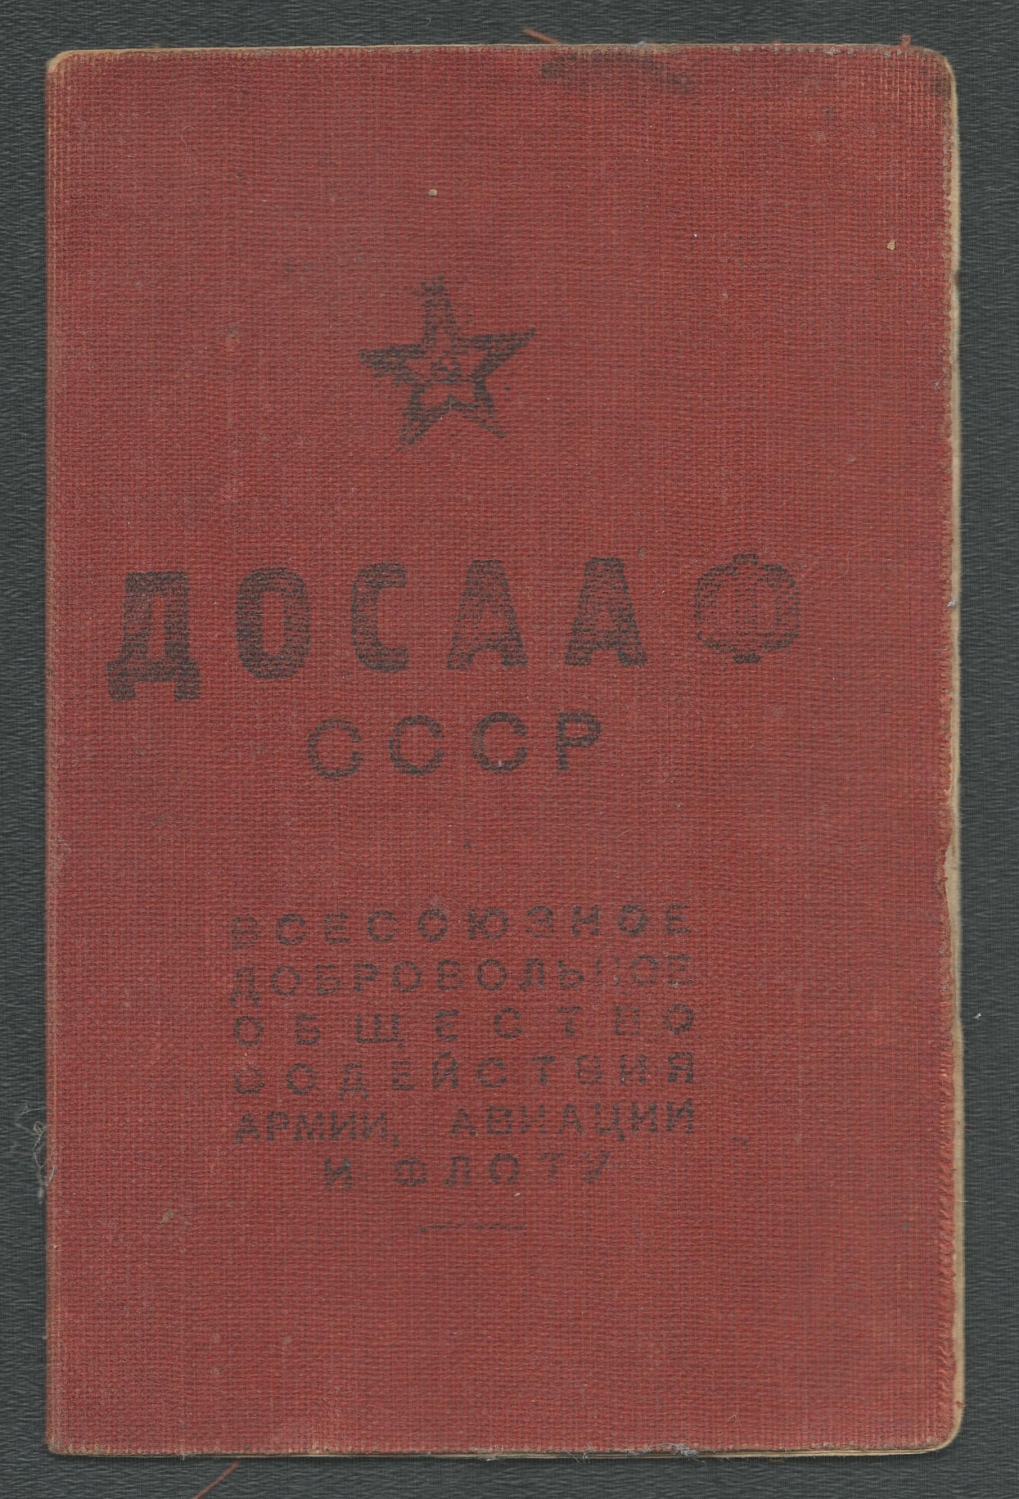 ДОСААФ
СССР
ВСЕСОЮЗНОЕ
ДОБРОВОЛЬНОЕ
ОБЩЕСТВО
СОДЕЙСТВИЯ
АРМИИ, АВИАЦИИ
И ФЛОТУ